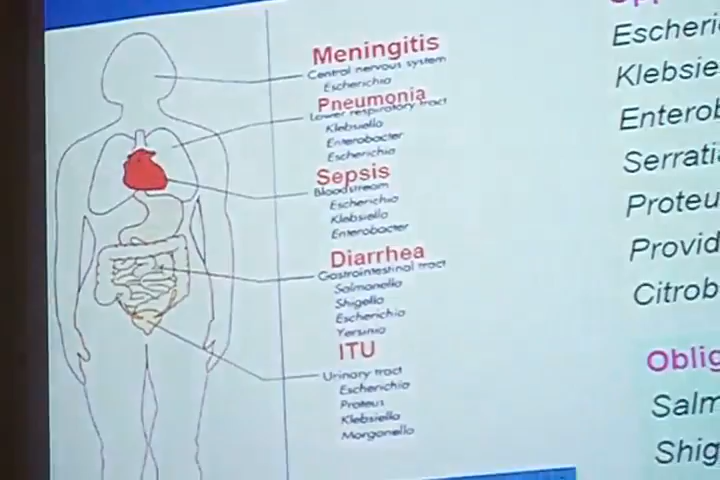 Meningitis
Central nervous system
Escherichia
Pneumonia
Lower respiratory tract
Klebsiella
Enterobacter
Escherichia
Sepsis
Bloodstream
Escherichia
Klebsiella
Enterobacter
Diarrhea
Gastrointestinal tract
Salmonella
Shigella
Escherichia
Yersinia
ITU
Urinary tract
Escherichia
Proteus
Klebsiella
Morganella
Escheri
Klebsie
Enterob
Serrati
Proteu
Provid
Citrob
Oblig
Salm
Shig